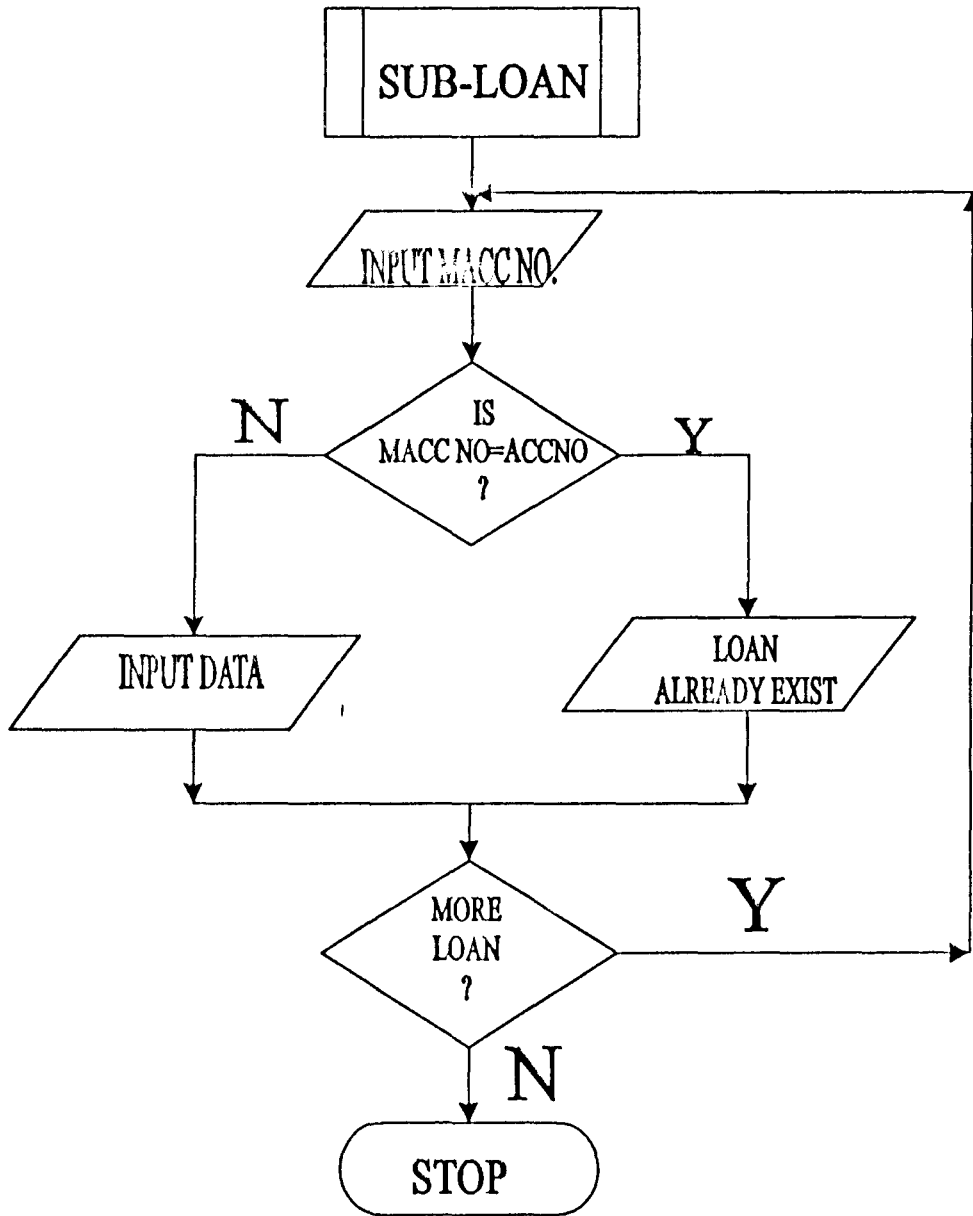 SUB-LOAN
INPUT MACC NO.
N
IS
MACC NO=ACCNO
?
Y
INPUT DATA
LOAN
ALREADY EXIST
MORE
LOAN
?
Y
N
STOP